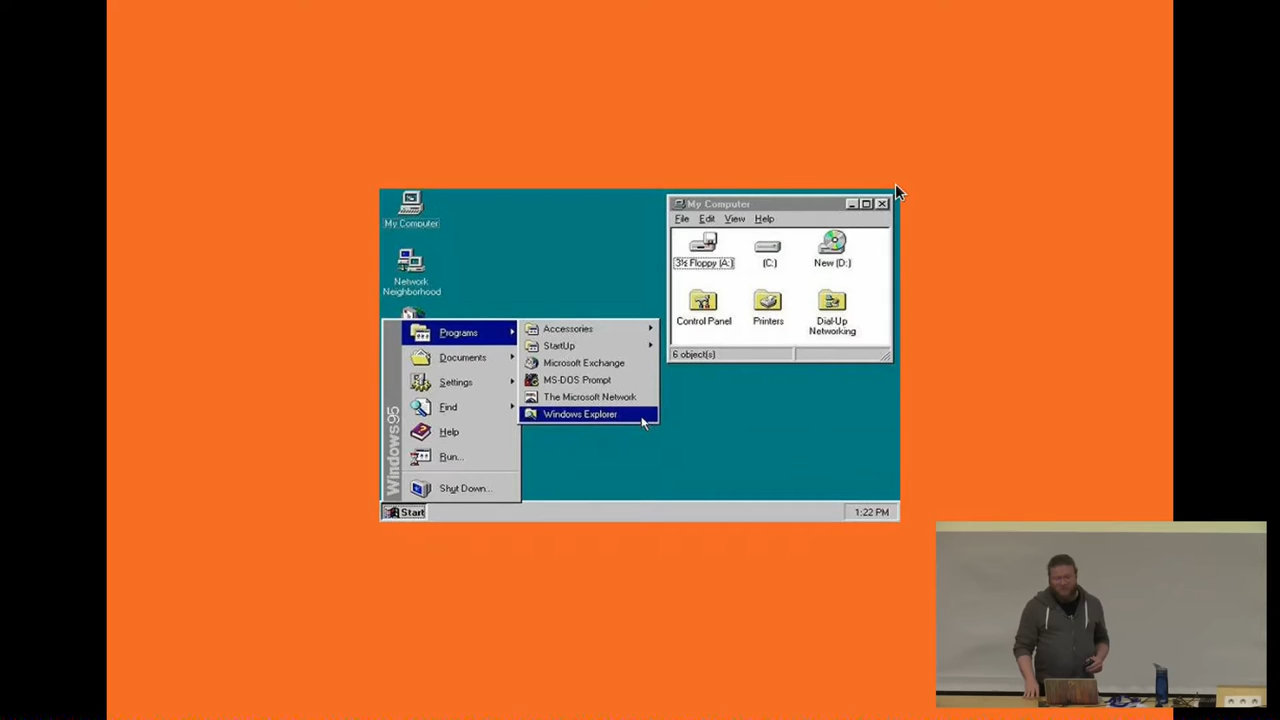 My Computer
Network
Neighborhood
My Computer
File Edit View Help
3½ Floppy (A:)
(C:)
New (D:)
Control Panel
Printers
Dial-Up
Networking
6 object(s)
Programs
Documents
Settings
Find
Help
Run...
Shut Down...
Windows95
Accessories
StartUp
Microsoft Exchange
MS-DOS Prompt
The Microsoft Network
Windows Explorer
Start
1:22 PM